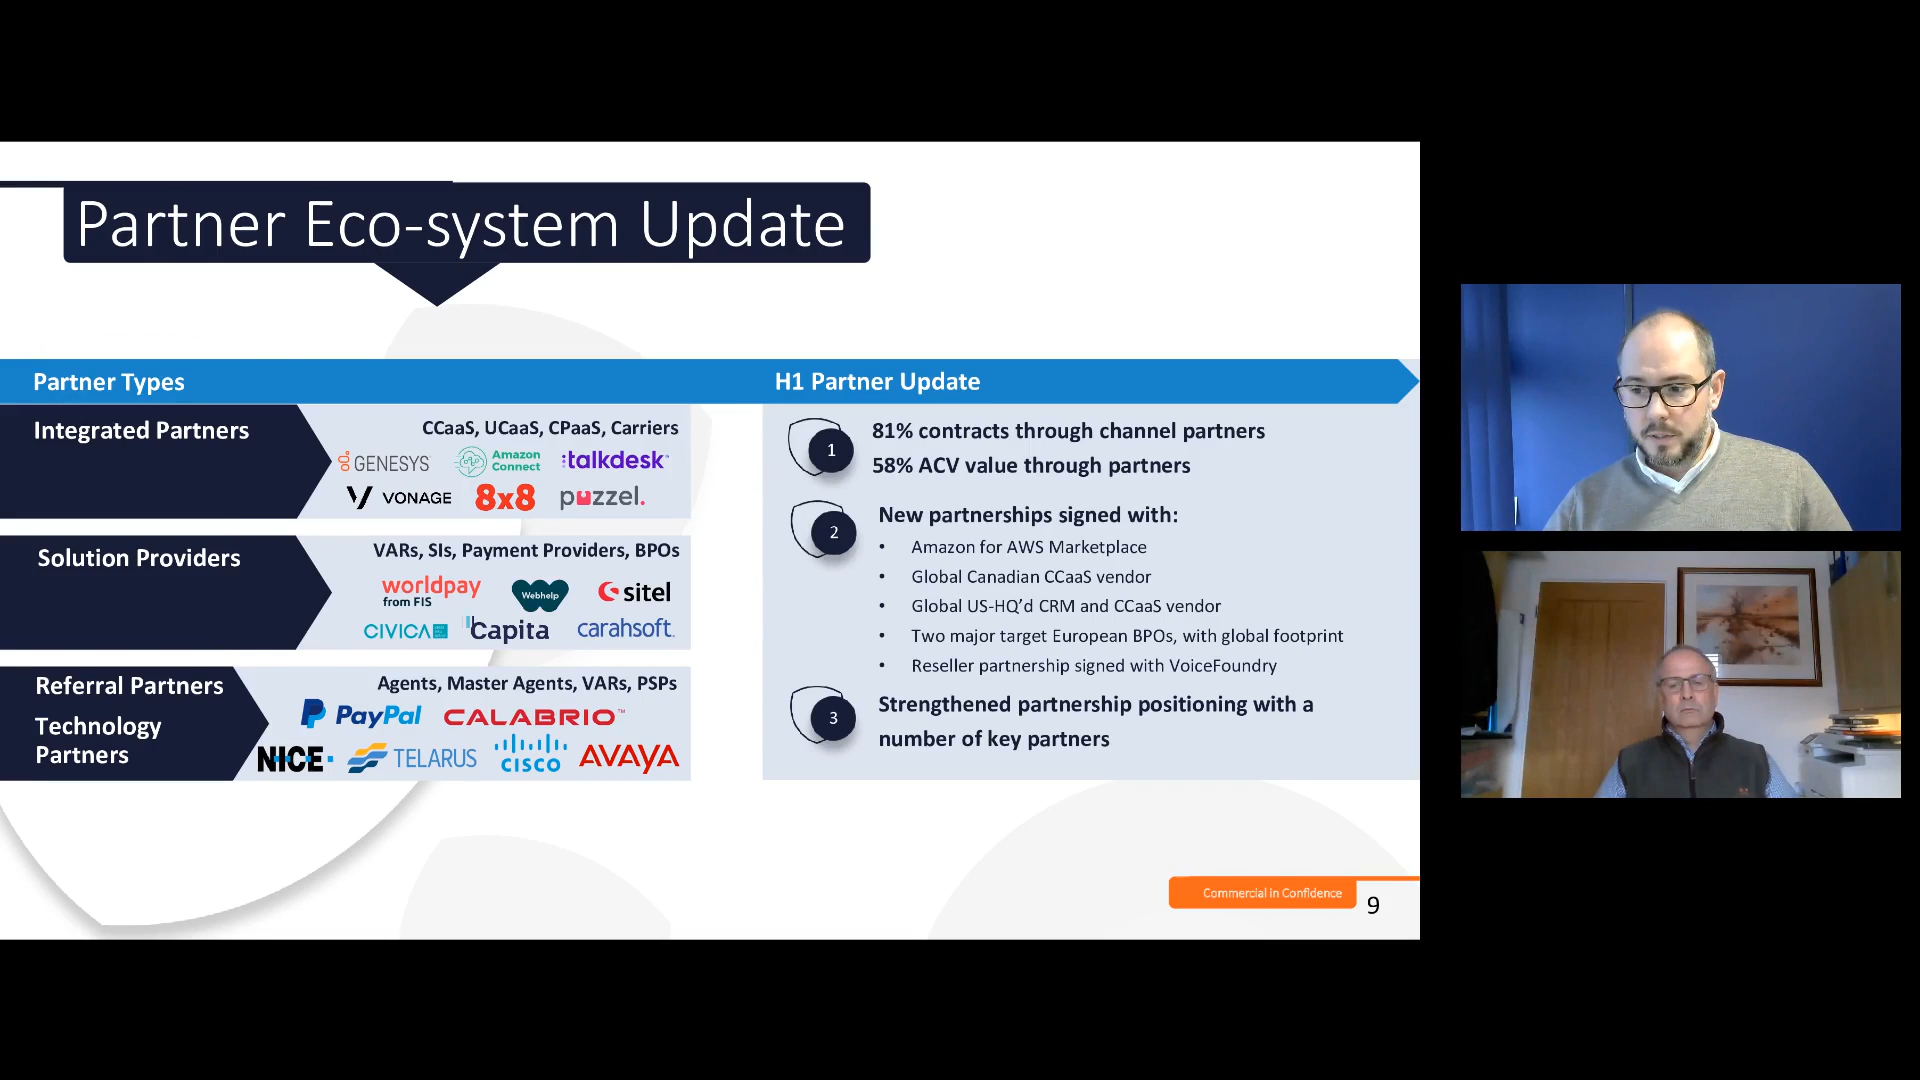 Partner Eco-system Update
Partner Types
Integrated Partners
CCaaS, UCaaS, CPaaS, Carriers
GENESYS
Amazon
Connect
talkdesk
VONAGE
8x8
puzzel.
Solution Providers
VARs, SIs, Payment Providers, BPOs
worldpay
from FIS
Webhelp
sitel
CIVICA
Capita
carahsoft.
Referral Partners
Technology
Partners
Agents, Master Agents, VARs, PSPs
PayPal
CALABRIO™
NICE
TELARUS
CISCO
AVAYA
H1 Partner Update
1
81% contracts through channel partners
58% ACV value through partners
2
New partnerships signed with:
• Amazon for AWS Marketplace
• Global Canadian CCaaS vendor
• Global US-HQ’d CRM and CCaaS vendor
• Two major target European BPOs, with global footprint
• Reseller partnership signed with VoiceFoundry
3
Strengthened partnership positioning with a
number of key partners
Commercial in Confidence
9